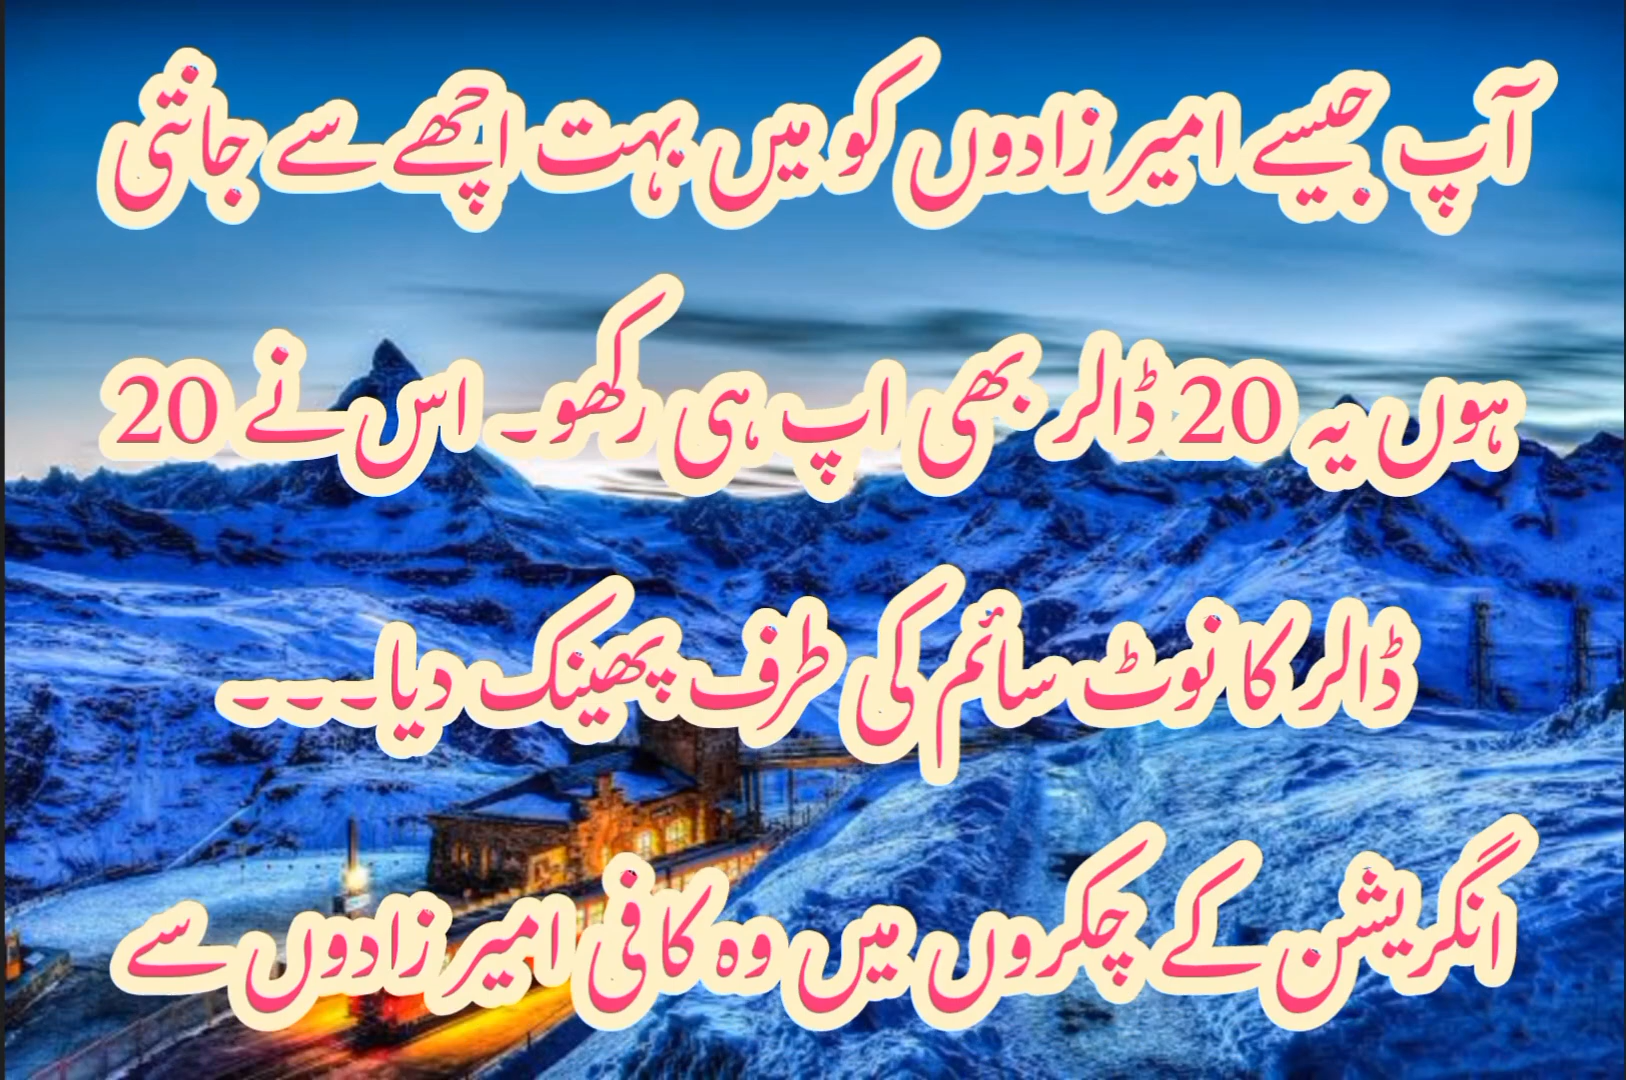 آپ جیسے امیر زادوں کو میں بہت اچھے سے جانتی
ہوں یہ 20 ڈالر بھی اپ ہی رکھو۔ اس نے 20
ڈالر کا نوٹ سائم کی طرف پھینک دیا۔۔۔۔
انگریشن کے چکروں میں وہ کافی امیر زادوں سے